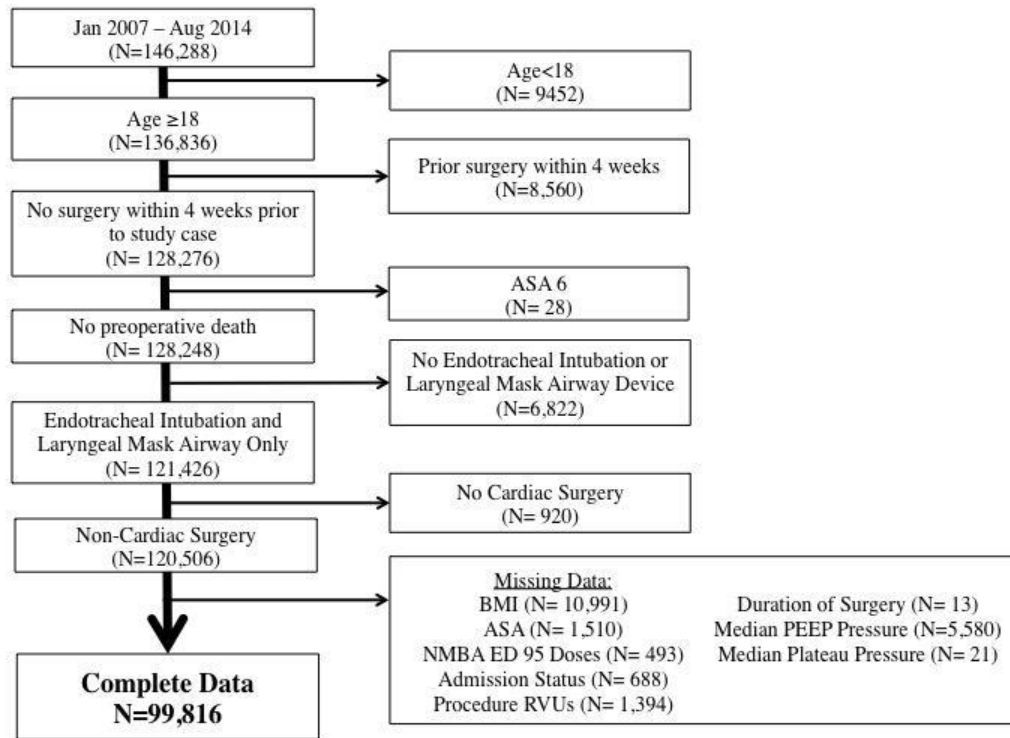 Jan 2007 – Aug 2014
(N=146,288)
Age<18
(N= 9452)
Age ≥18
(N=136,836)
Prior surgery within 4 weeks
(N=8,560)
No surgery within 4 weeks prior
to study case
(N= 128,276)
ASA 6
(N= 28)
No preoperative death
(N= 128,248)
No Endotracheal Intubation or
Laryngeal Mask Airway Device
(N=6,822)
Endotracheal Intubation and
Laryngeal Mask Airway Only
(N= 121,426)
No Cardiac Surgery
(N= 920)
Non-Cardiac Surgery
(N=120,506)
Missing Data:
BMI (N= 10,991)
ASA (N= 1,510)
NMBA ED 95 Doses (N= 493)
Admission Status (N= 688)
Procedure RVUs (N= 1,394)
Duration of Surgery (N= 13)
Median PEEP Pressure (N=5,580)
Median Plateau Pressure (N= 21)
Complete Data
N=99,816